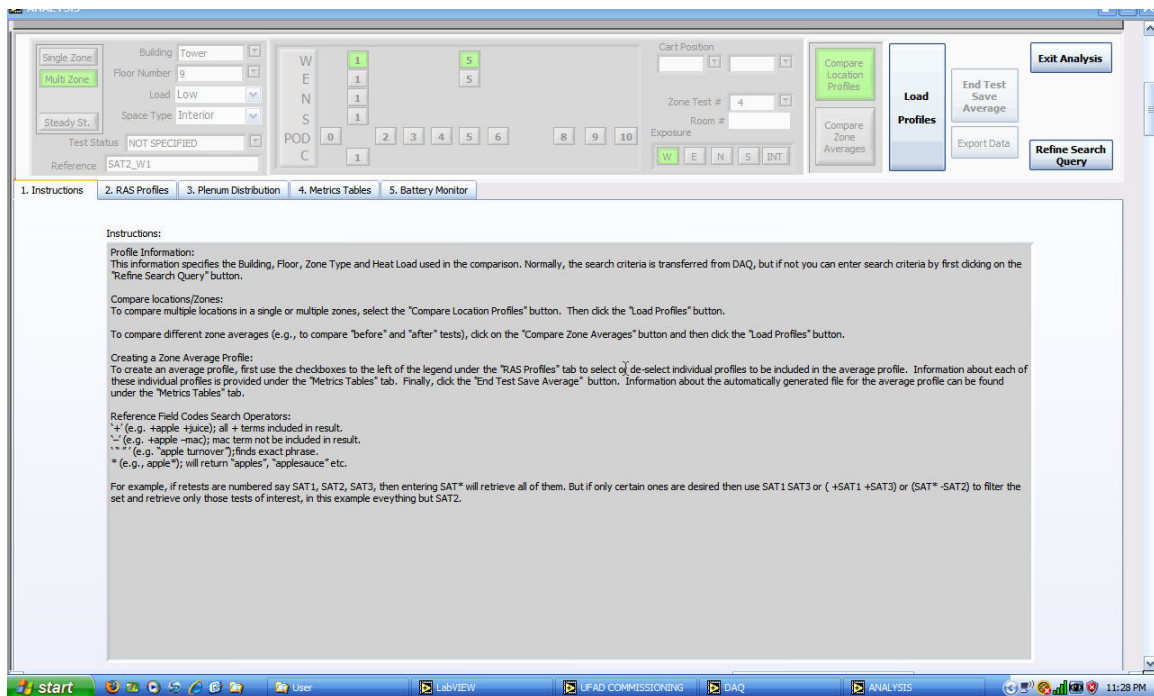 ANALYSIS
Single Zone
Multi Zone
Steady St.
Building Tower
Floor Number 9
Load Low
Space Type Interior
Test Status NOT SPECIFIED
Reference SAT2_W1
W 1 5
E 1 5
N 1
S 1
POD 0 2 3 4 5 6 8 9 10
C 1
Cart Position
Zone Test # 4
Room #
Exposure
W E N S INT
Compare
Location
Profiles
Compare
Zone
Averages
Load
Profiles
End Test
Save
Average
Export Data
Exit Analysis
Refine Search
Query
1. Instructions 2. RAS Profiles 3. Plenum Distribution 4. Metrics Tables 5. Battery Monitor
Instructions:
Profile Information:
This information specifies the Building, Floor, Zone Type and Heat Load used in the comparison. Normally, the search criteria is transferred from DAQ, but if not you can enter search criteria by first clicking on the
"Refine Search Query" button.
Compare locations/Zones:
To compare multiple locations in a single or multiple zones, select the "Compare Location Profiles" button. Then click the "Load Profiles" button.
To compare different zone averages (e.g., to compare "before" and "after" tests), click on the "Compare Zone Averages" button and then click the "Load Profiles" button.
Creating a Zone Average Profile:
To create an average profile, first use the checkboxes to the left of the legend under the "RAS Profiles" tab to select or de-select individual profiles to be included in the average profile. Information about each of
these individual profiles is provided under the "Metrics Tables" tab. Finally, click the "End Test Save Average" button. Information about the automatically generated file for the average profile can be found
under the "Metrics Tables" tab.
Reference Field Codes Search Operators:
'+' (e.g. +apple +juice); all + terms included in result.
'–' (e.g. +apple –mac); mac term not be included in result.
' " " ' (e.g. "apple turnover");finds exact phrase.
* (e.g., apple*); will return "apples", "applesauce" etc.
For example, if retests are numbered say SAT1, SAT2, SAT3, then entering SAT* will retrieve all of them. But if only certain ones are desired then use SAT1 SAT3 or ( +SAT1 +SAT3) or (SAT* -SAT2) to filter the
set and retrieve only those tests of interest, in this example eveything but SAT2.
start User LabVIEW UFAD COMMISSIONING DAQ ANALYSIS 11:28 PM